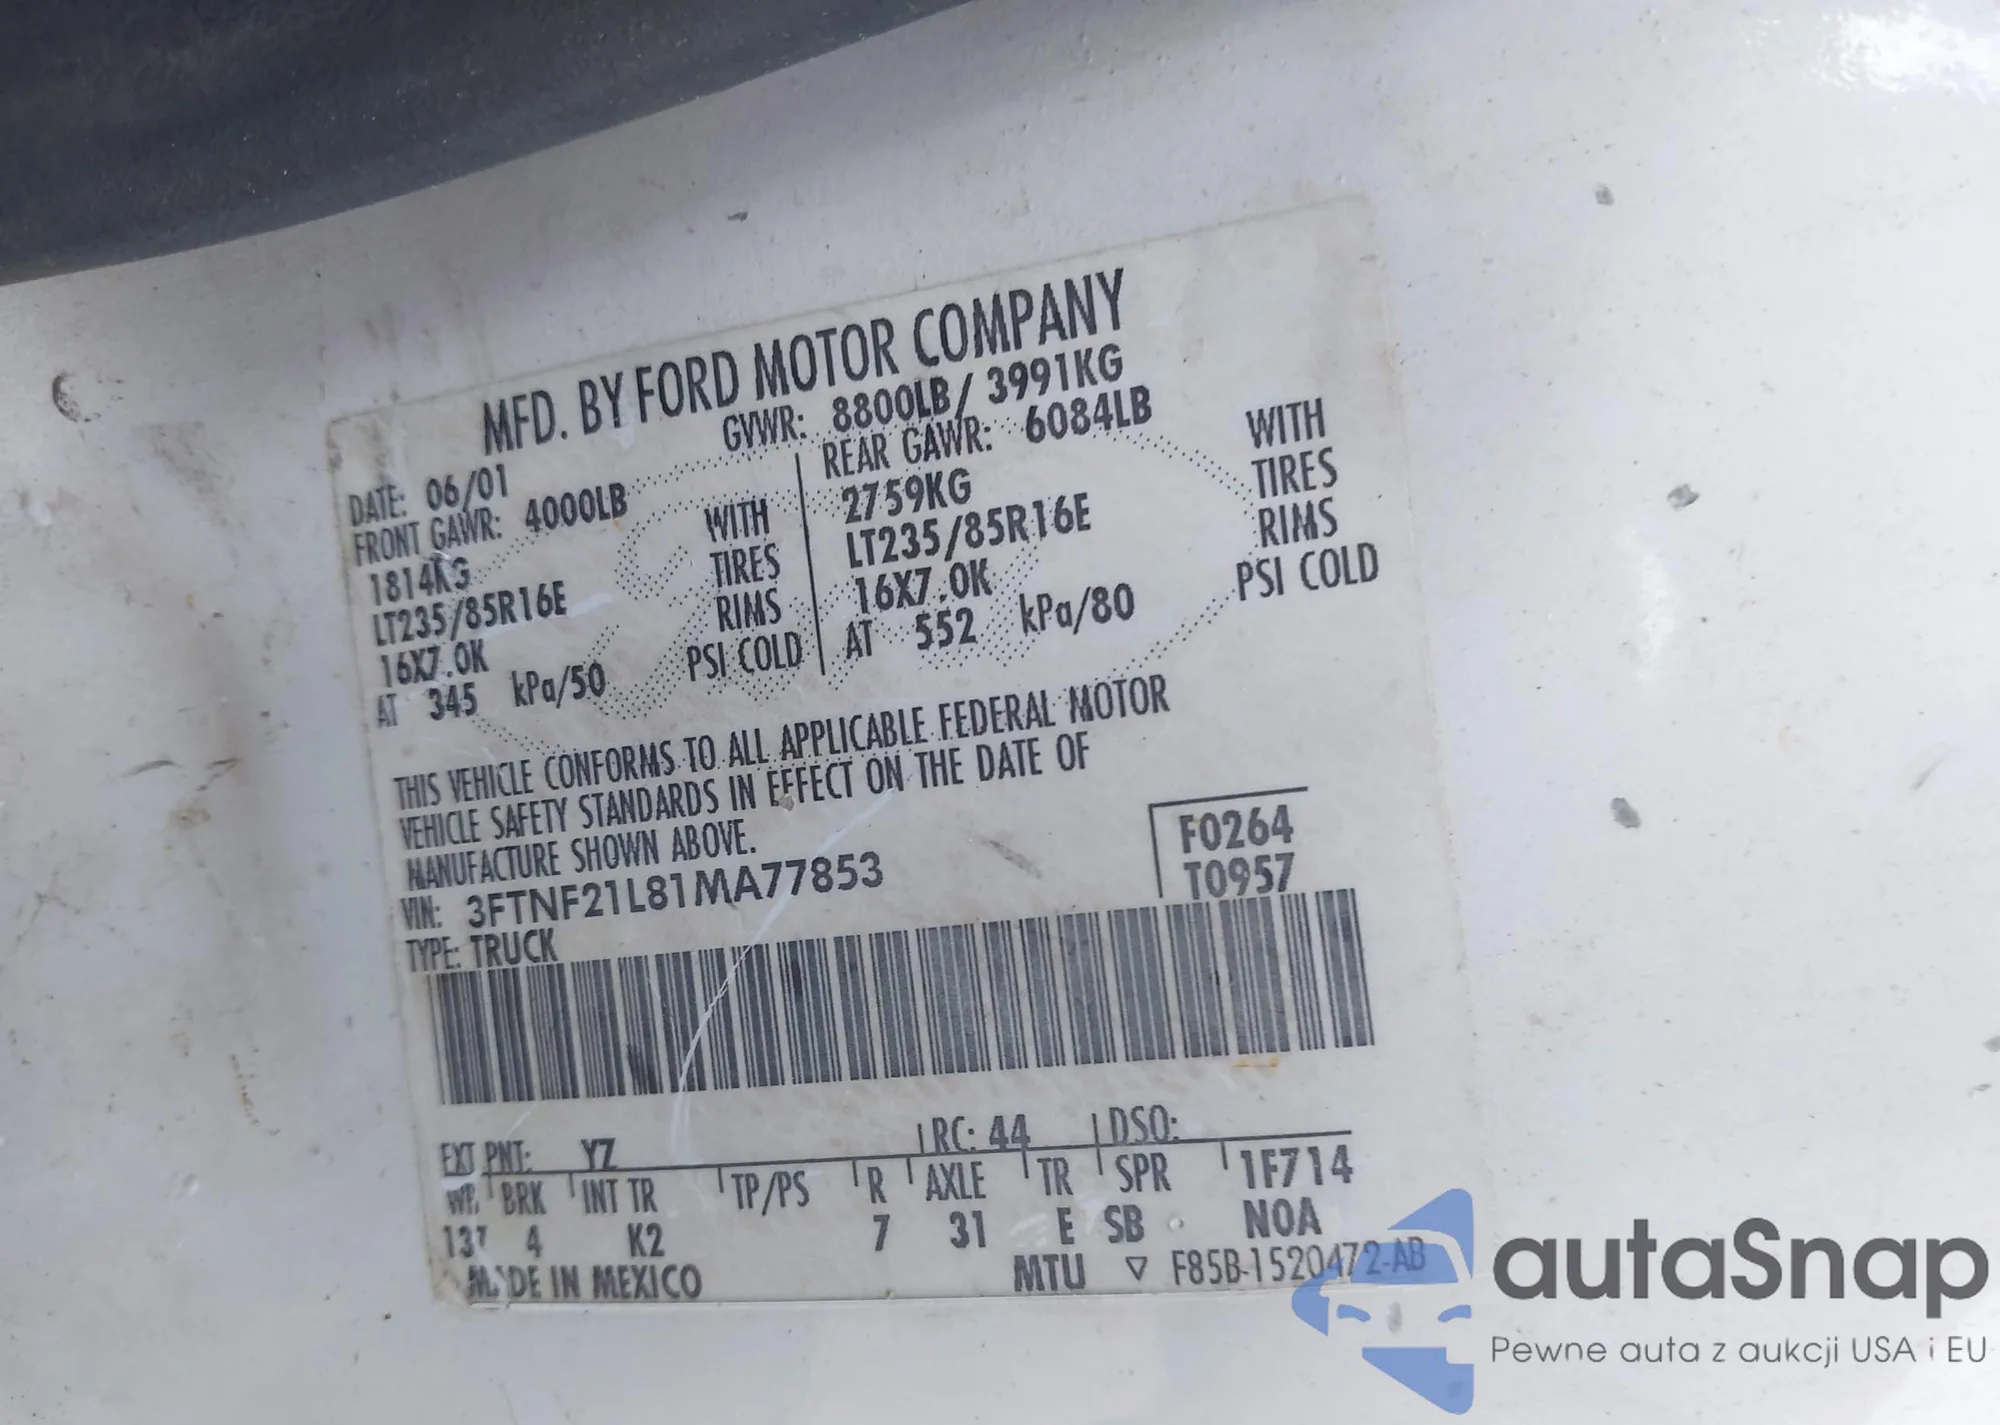 MFD. BY FORD MOTOR COMPANY
DATE: 06/01 GVWR: 8800LB/ 3991KG
FRONT GAWR: 4000LB REAR GAWR: 6084LB
1814KG WITH 2759KG WITH
LT235/85R16E TIRES LT235/85R16E TIRES
16X7.0K RIMS 16X7.0K RIMS
AT 345 kPa/50 PSI COLD AT 552 kPa/80 PSI COLD
THIS VEHICLE CONFORMS TO ALL APPLICABLE FEDERAL MOTOR
VEHICLE SAFETY STANDARDS IN EFFECT ON THE DATE OF
MANUFACTURE SHOWN ABOVE.
F0264
VIN: 3FTNF21L81MA77853 T0957
TYPE: TRUCK
EXT PNT: YZ RC: 44 DSO:
WB BRK INT TR TP/PS R AXLE TR SPR 1F714
137 4 K2 7 31 E SB NOA
MADE IN MEXICO MTU ▽ F85B-1520472-AB
autaSnap
Pewne auta z aukcji USA i EU